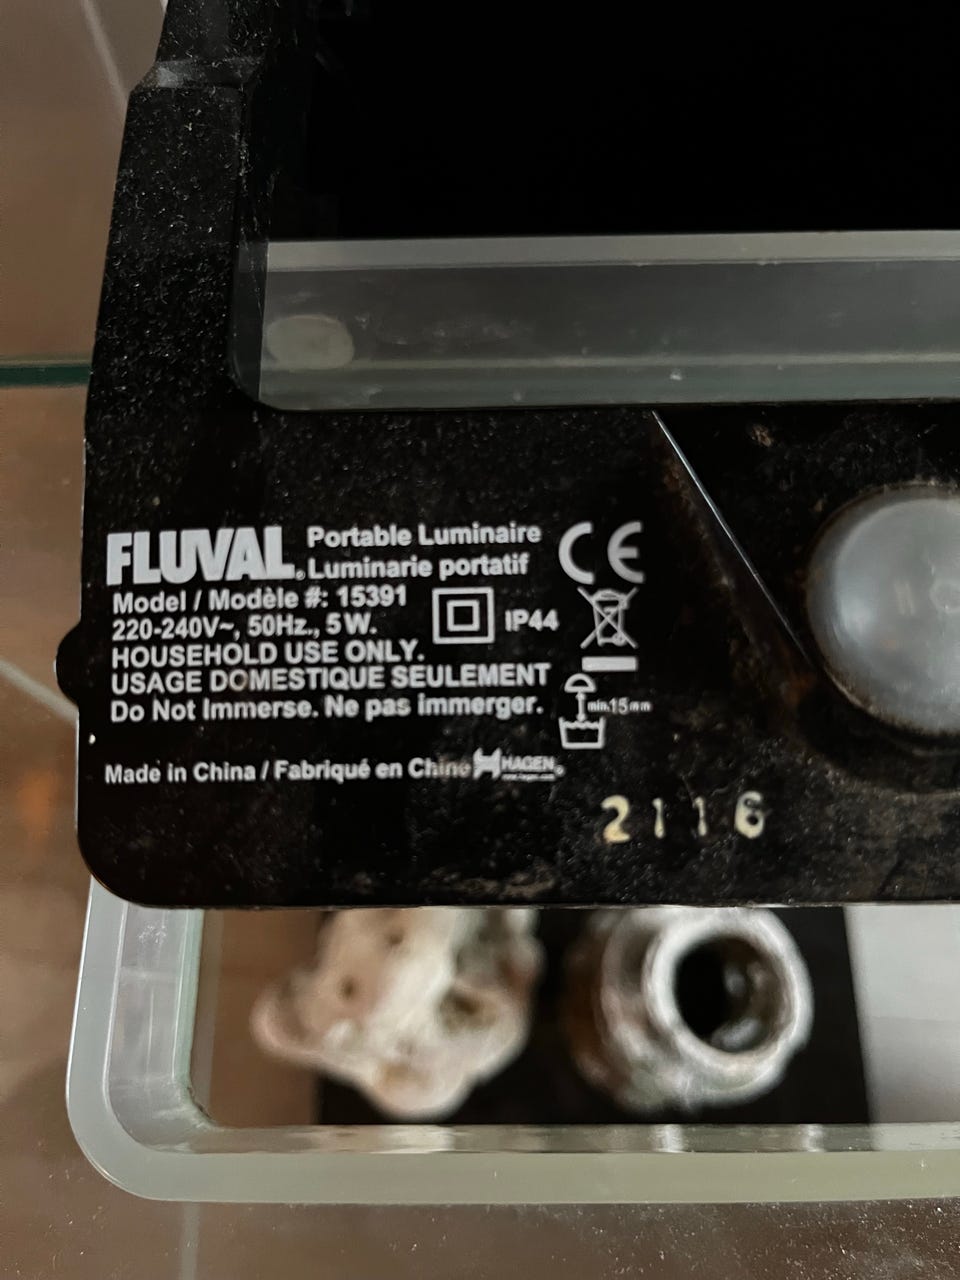 FLUVAL® Portable Luminaire
Luminarie portatif
Model / Modèle #: 15391
220-240V~, 50Hz., 5 W.
IP44
HOUSEHOLD USE ONLY.
USAGE DOMESTIQUE SEULEMENT
Do Not Immerse. Ne pas immerger.
min.15mm
Made in China / Fabriqué en Chine HAGEN®
CE
2116